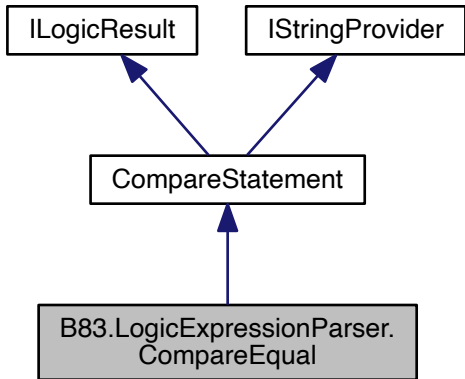 ILogicResult
IStringProvider
CompareStatement
B83.LogicExpressionParser.
CompareEqual